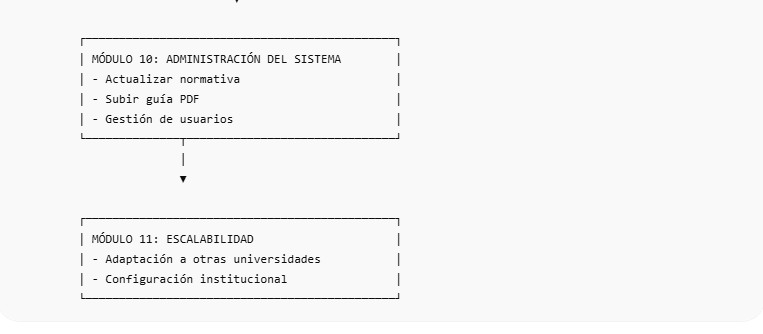 MÓDULO 10: ADMINISTRACIÓN DEL SISTEMA
- Actualizar normativa
- Subir guía PDF
- Gestión de usuarios
MÓDULO 11: ESCALABILIDAD
- Adaptación a otras universidades
- Configuración institucional